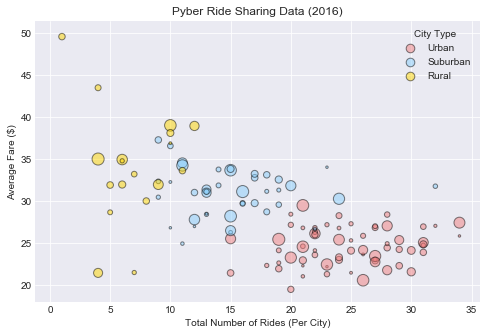 Pyber Ride Sharing Data (2016)
City Type
Urban
Suburban
Rural
50
45
40
35
30
25
20
Average Fare ($)
0 5 10 15 20 25 30 35
Total Number of Rides (Per City)